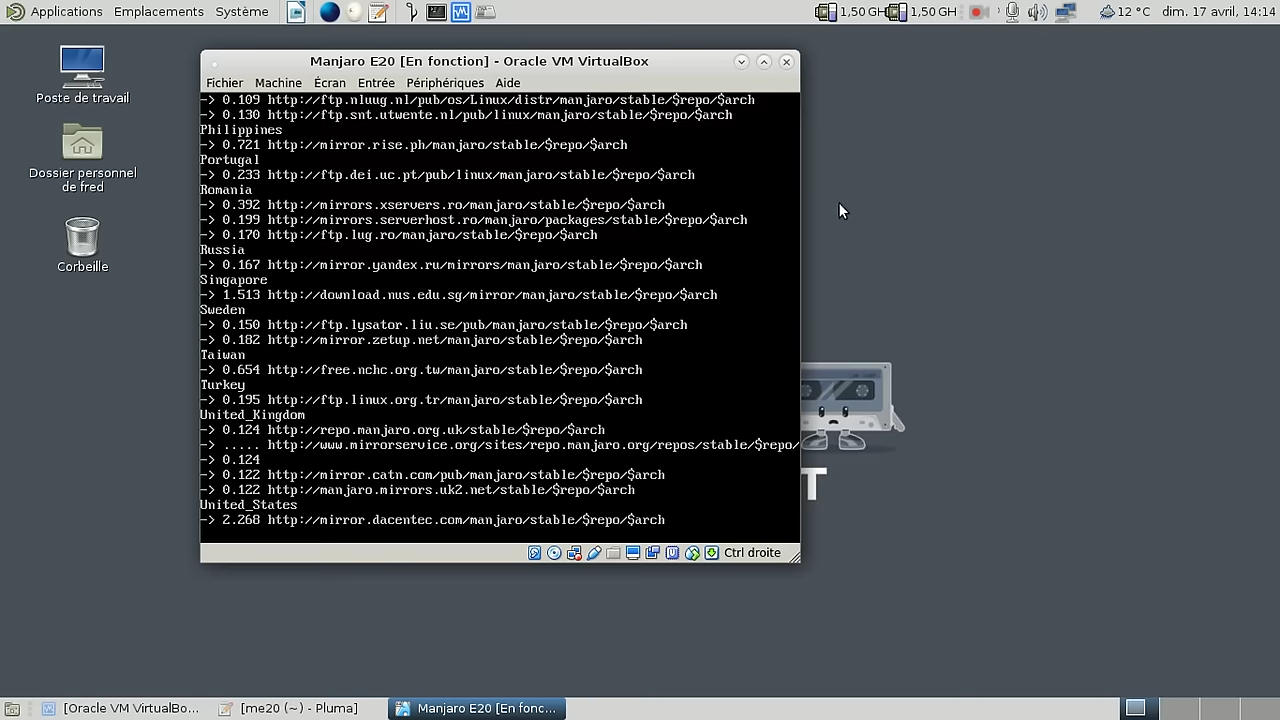 Applications Emplacements Système 1,50 GH 1,50 GH 12 °C dim. 17 avril, 14:14
Poste de travail
Dossier personnel
de fred
Corbeille
Manjaro E20 [En fonction] - Oracle VM VirtualBox
Fichier Machine Écran Entrée Périphériques Aide
-> 0.109 http://ftp.nluug.nl/pub/os/Linux/distr/manjaro/stable/$repo/$arch
-> 0.130 http://ftp.snt.utwente.nl/pub/linux/manjaro/stable/$repo/$arch
Philippines
-> 0.721 http://mirror.rise.ph/manjaro/stable/$repo/$arch
Portugal
-> 0.233 http://ftp.dei.uc.pt/pub/linux/manjaro/stable/$repo/$arch
Romania
-> 0.392 http://mirrors.xservers.ro/manjaro/stable/$repo/$arch
-> 0.199 http://mirrors.serverhost.ro/manjaro/packages/stable/$repo/$arch
-> 0.170 http://ftp.lug.ro/manjaro/stable/$repo/$arch
Russia
-> 0.167 http://mirror.yandex.ru/mirrors/manjaro/stable/$repo/$arch
Singapore
-> 1.513 http://download.nus.edu.sg/mirror/manjaro/stable/$repo/$arch
Sweden
-> 0.150 http://ftp.lysator.liu.se/pub/manjaro/stable/$repo/$arch
-> 0.182 http://mirror.zetup.net/manjaro/stable/$repo/$arch
Taiwan
-> 0.654 http://free.nchc.org.tw/manjaro/stable/$repo/$arch
Turkey
-> 0.195 http://ftp.linux.org.tr/manjaro/stable/$repo/$arch
United_Kingdom
-> 0.124 http://repo.manjaro.org.uk/stable/$repo/$arch
-> ..... http://www.mirrorservice.org/sites/repo.manjaro.org/repos/stable/$repo/
-> 0.124
-> 0.122 http://mirror.catn.com/pub/manjaro/stable/$repo/$arch
-> 0.122 http://manjaro.mirrors.uk2.net/stable/$repo/$arch
United_States
-> 2.268 http://mirror.dacentec.com/manjaro/stable/$repo/$arch
T
Ctrl droite
[Oracle VM VirtualBo... [me20 (~) - Pluma] Manjaro E20 [En fonc...